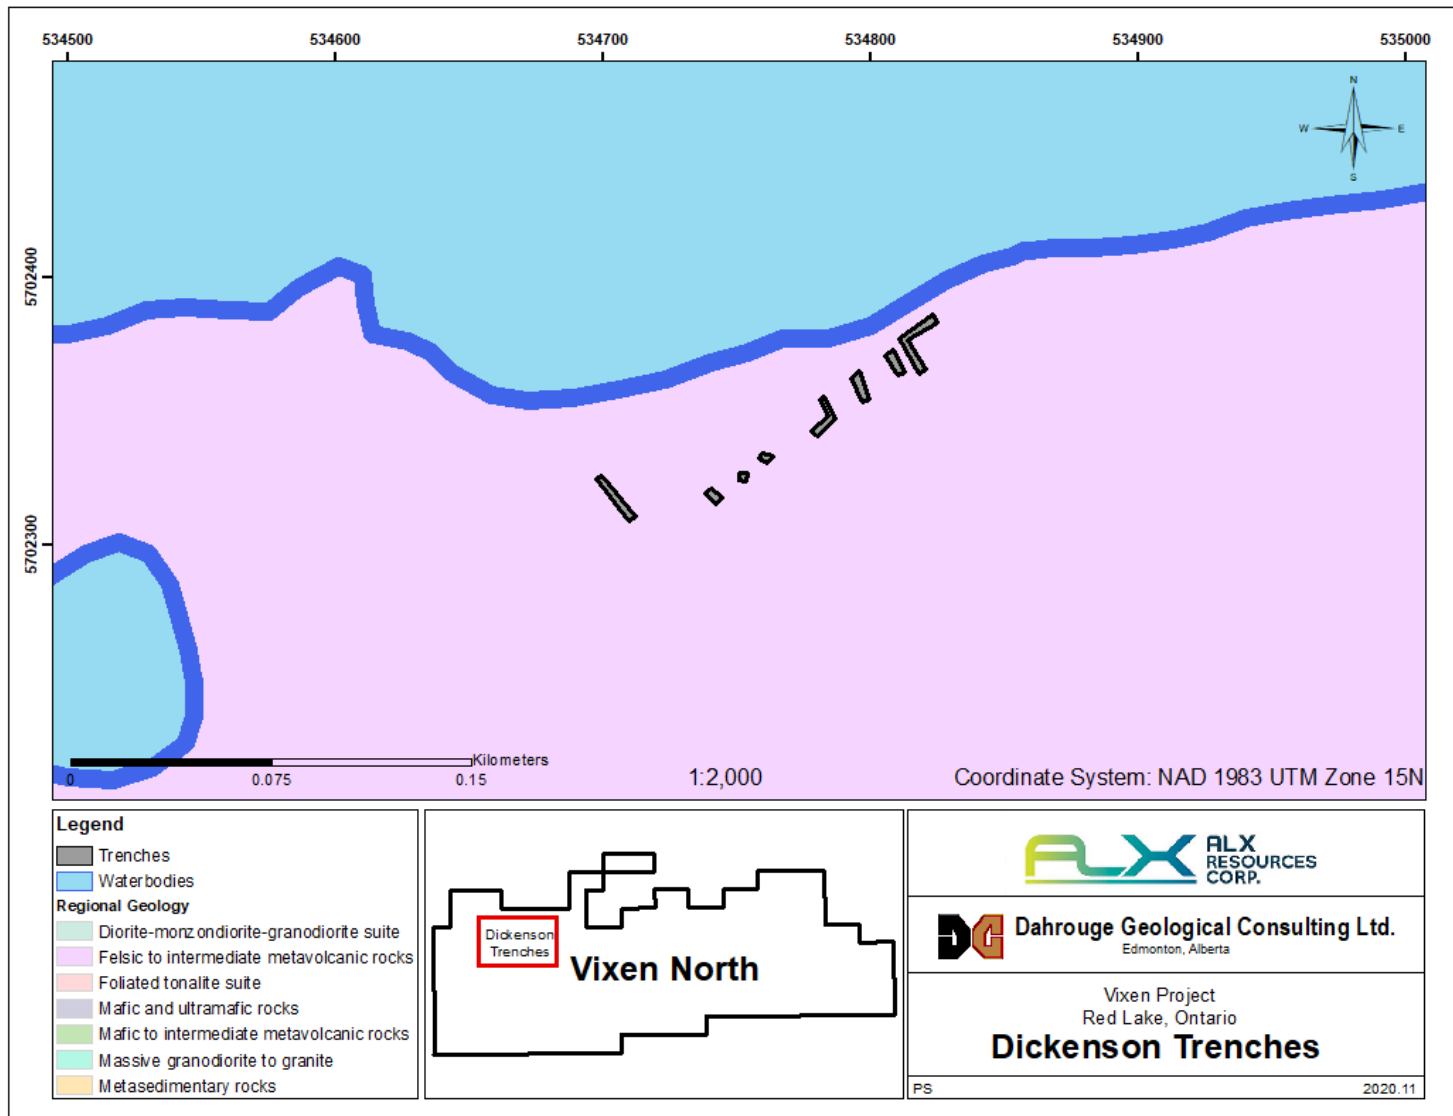 534500 534600 534700 534800 534900 535000
N
W E
S
5702400
5702300
Kilometers
0 0.075 0.15
1:2,000
Coordinate System: NAD 1983 UTM Zone 15N
Legend
Trenches
Waterbodies
Regional Geology
Diorite-monzondiorite-granodiorite suite
Felsic to intermediate metavolcanic rocks
Foliated tonalite suite
Mafic and ultramafic rocks
Mafic to intermediate metavolcanic rocks
Massive granodiorite to granite
Metasedimentary rocks
Dickenson
Trenches
Vixen North
ALX
ALX
RESOURCES
CORP.
DG
Dahrouge Geological Consulting Ltd.
Edmonton, Alberta
Vixen Project
Red Lake, Ontario
Dickenson Trenches
PS 2020.11